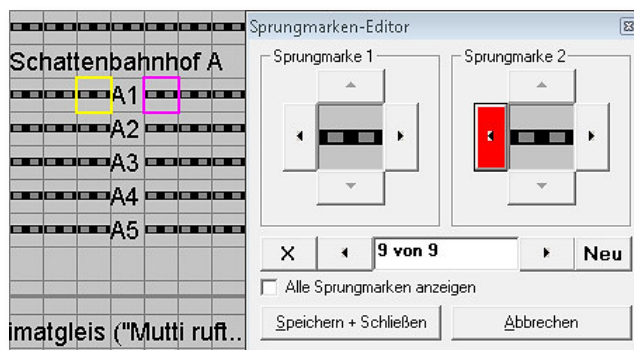 Schattenbahnhof A
A1
A2
A3
A4
A5
imatgleis ("Mutti ruft..
Sprungmarken-Editor
Sprungmarke 1
Sprungmarke 2
X
9 von 9
Neu
Alle Sprungmarken anzeigen
Speichern + Schließen
Abbrechen